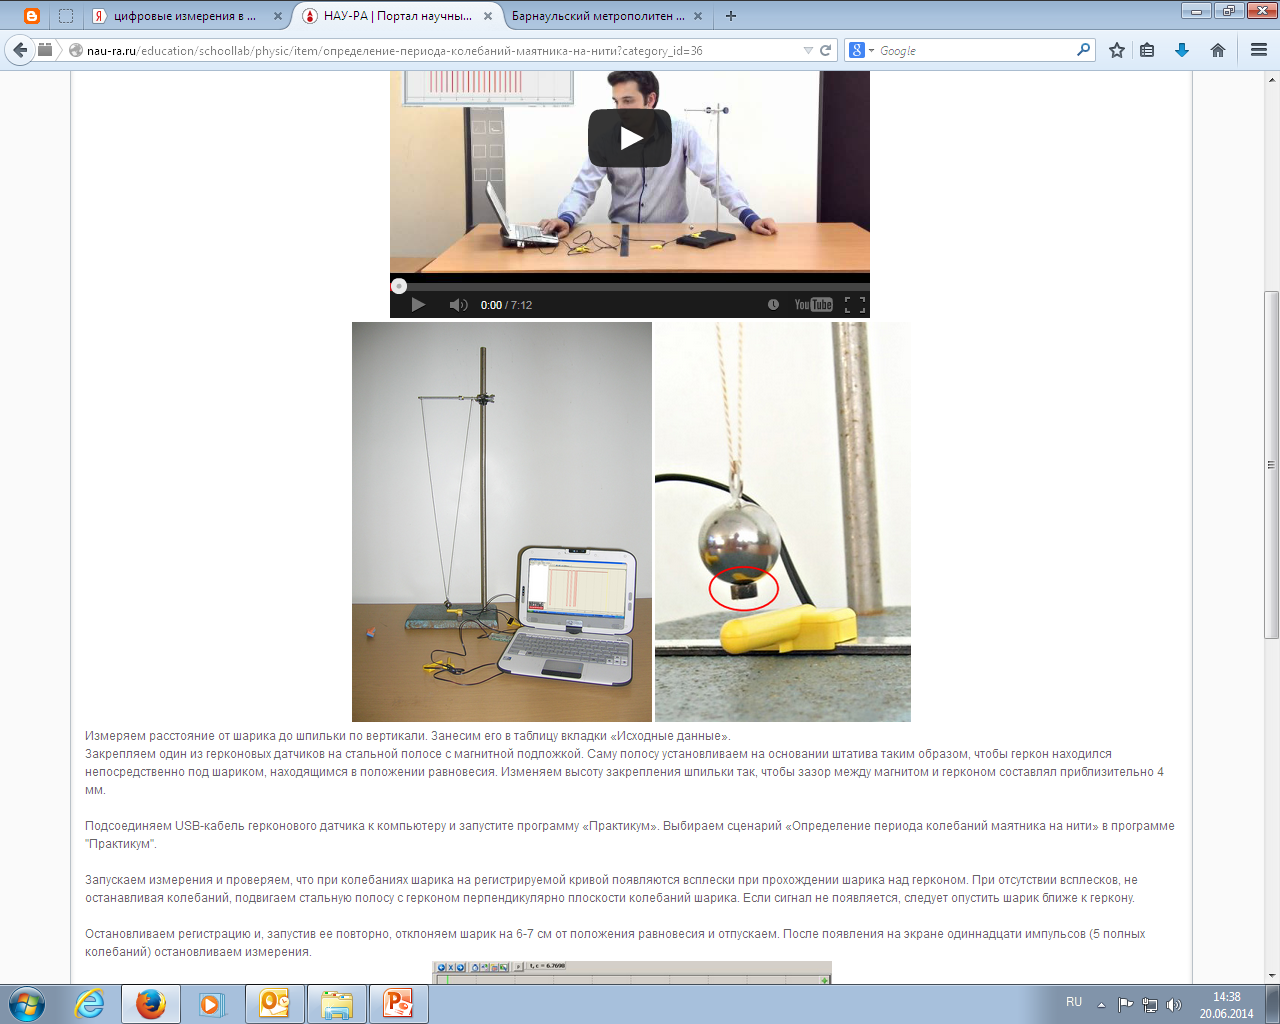 цифровые измерения в ...
НАУ-РА | Портал научны...
Барнаульский метрополитен ...
nau-ra.ru/education/schoollab/physic/item/определение-периода-колебаний-маятника-на-нити?category_id=36
Google
0:00 / 7:12
YouTube
Измеряем расстояние от шарика до шпильки по вертикали. Занесим его в таблицу вкладки «Исходные данные».
Закрепляем один из герконовых датчиков на стальной полосе с магнитной подложкой. Саму полосу устанавливаем на основании штатива таким образом, чтобы геркон находился
непосредственно под шариком, находящимся в положении равновесия. Изменяем высоту закрепления шпильки так, чтобы зазор между магнитом и герконом составлял приблизительно 4
мм.
Подсоединяем USB-кабель герконового датчика к компьютеру и запустите программу «Практикум». Выбираем сценарий «Определение периода колебаний маятника на нити» в программе
"Практикум".
Запускаем измерения и проверяем, что при колебаниях шарика на регистрируемой кривой появляются всплески при прохождении шарика над герконом. При отсутствии всплесков, не
останавливая колебаний, подвигаем стальную полосу с герконом перпендикулярно плоскости колебаний шарика. Если сигнал не появляется, следует опустить шарик ближе к геркону.
Остановливаем регистрацию и, запустив ее повторно, отклоняем шарик на 6-7 см от положения равновесия и отпускаем. После появления на экране одиннадцати импульсов (5 полных
колебаний) остановливаем измерения.
t, c = 6.7690
RU
14:38
20.06.2014